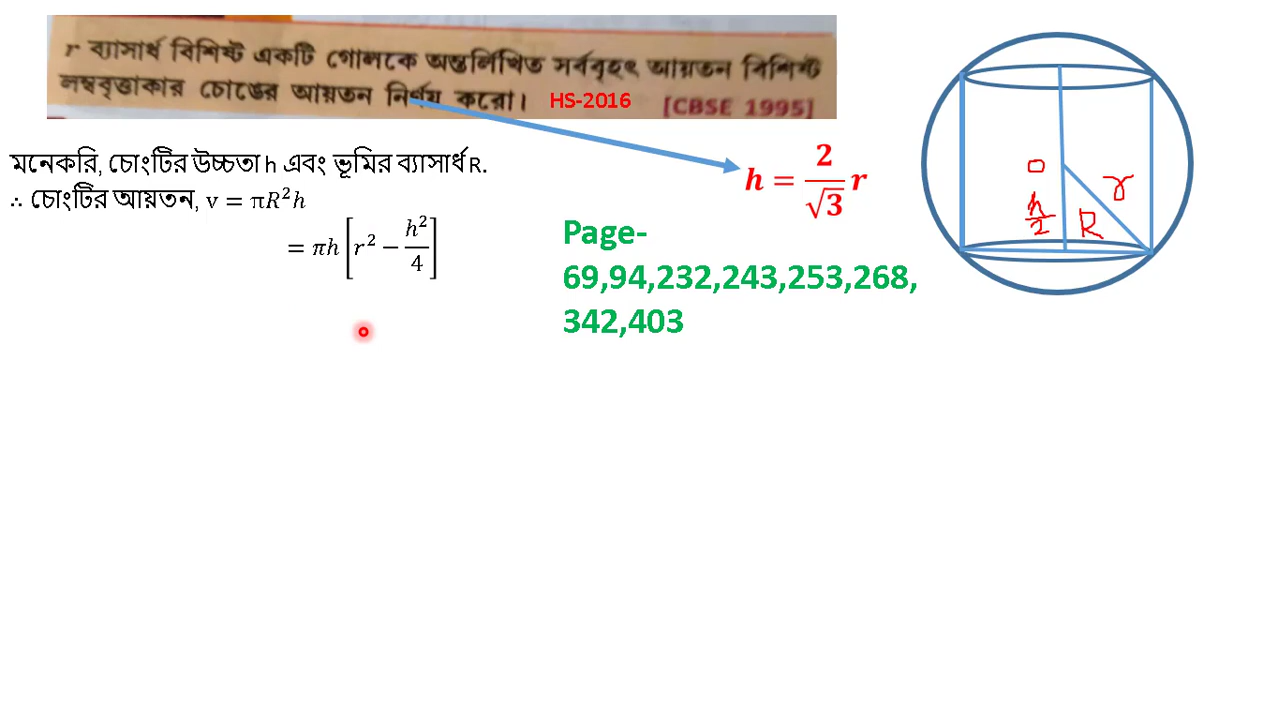 r ব্যাসার্ধ বিশিষ্ট একটি গোলকে অন্তর্লিখিত সর্ববৃহৎ আয়তন বিশিষ্ট
লম্ববৃত্তাকার চোঙের আয়তন নির্ণয় করো। HS-2016 [CBSE 1995]
মনেকরি, চোংটির উচ্চতা h এবং ভূমির ব্যাসার্ধ R.
∴ চোংটির আয়তন, v = πR²h
= πh [r² − h²/4]
h = 2/√3 r
Page-
69,94,232,243,253,268,
342,403
O
r
h/2 R